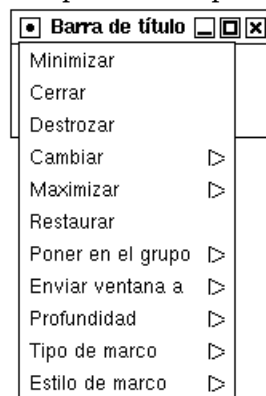 Barra de título
Minimizar
Cerrar
Destrozar
Cambiar
Maximizar
Restaurar
Poner en el grupo
Enviar ventana a
Profundidad
Tipo de marco
Estilo de marco